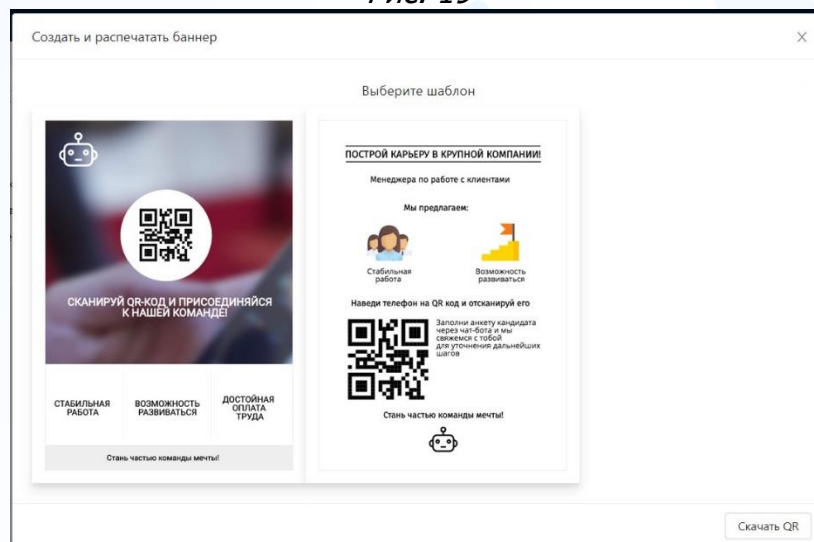 Создать и распечатать баннер
Выберите шаблон
СКАНИРУЙ QR-КОД И ПРИСОЕДИНЯЙСЯ
К НАШЕЙ КОМАНДЕ!
СТАБИЛЬНАЯ
РАБОТА
ВОЗМОЖНОСТЬ
РАЗВИВАТЬСЯ
ДОСТОЙНАЯ
ОПЛАТА
ТРУДА
Стань частью команды мечты!
ПОСТРОЙ КАРЬЕРУ В КРУПНОЙ КОМПАНИИ!
Менеджера по работе с клиентами
Мы предлагаем:
Стабильная
работа
Возможность
развиваться
Наведи телефон на QR код и отсканируй его
Заполни анкету кандидата
через чат-бота и мы
свяжемся с тобой
для уточнения дальнейших
шагов
Стань частью команды мечты!
Скачать QR